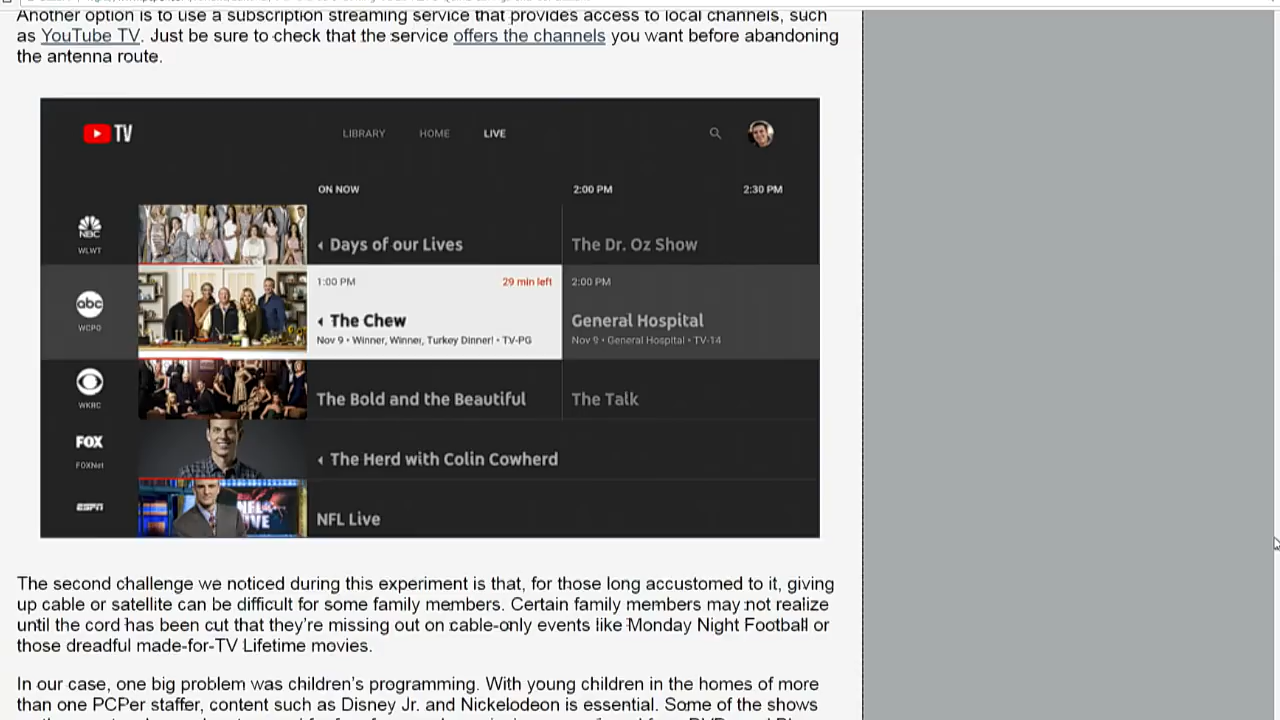 Another option is to use a subscription streaming service that provides access to local channels, such
as YouTube TV. Just be sure to check that the service offers the channels you want before abandoning
the antenna route.
TV
LIBRARY HOME LIVE
ON NOW 2:00 PM 2:30 PM
NBC
WLWT
Days of our Lives
The Dr. Oz Show
abc
WCPO
1:00 PM 29 min left
The Chew
Nov 9 • Winner, Winner, Turkey Dinner! • TV-PG
2:00 PM
General Hospital
Nov 9 • General Hospital • TV-14
WKRC
The Bold and the Beautiful
The Talk
FOX
FOXNet
The Herd with Colin Cowherd
ESPN
NFL Live
The second challenge we noticed during this experiment is that, for those long accustomed to it, giving
up cable or satellite can be difficult for some family members. Certain family members may not realize
until the cord has been cut that they're missing out on cable-only events like Monday Night Football or
those dreadful made-for-TV Lifetime movies.
In our case, one big problem was children's programming. With young children in the homes of more
than one PCPer staffer, content such as Disney Jr. and Nickelodeon is essential. Some of the shows